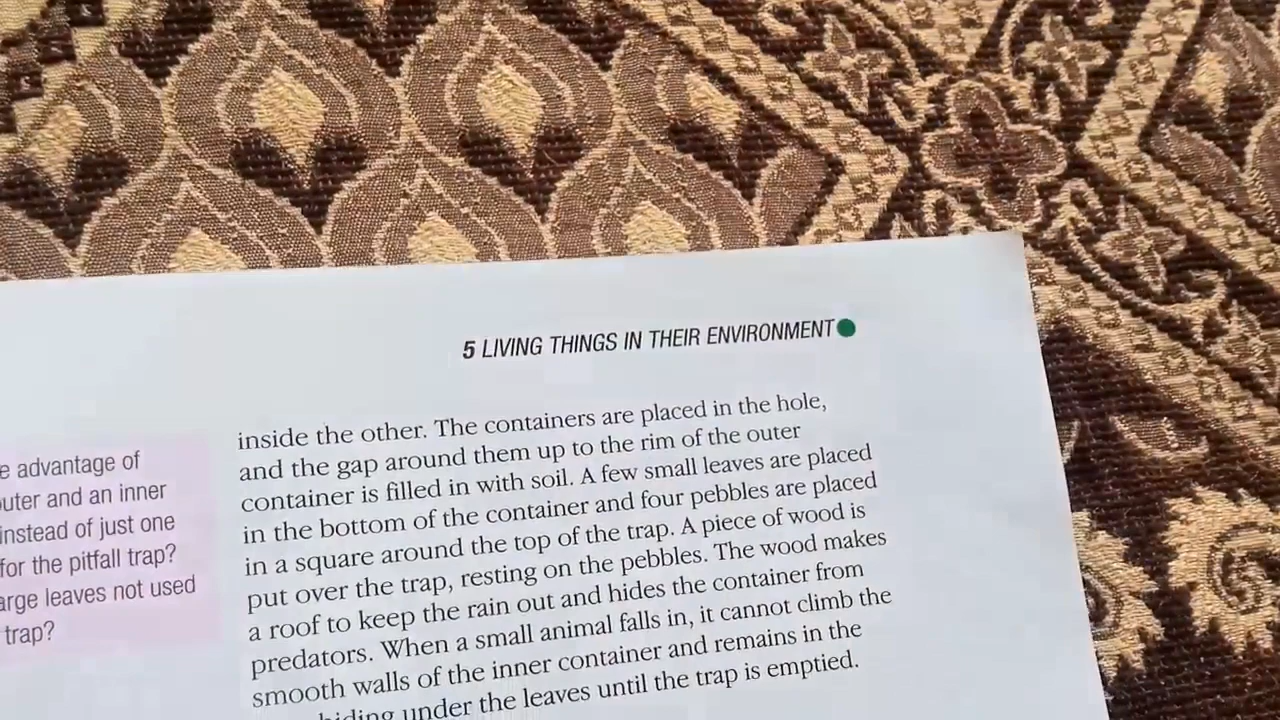 5 LIVING THINGS IN THEIR ENVIRONMENT
advantage of
and an inner
instead of just one
for the pitfall trap?
leaves not used
trap?
inside the other. The containers are placed in the hole,
and the gap around them up to the rim of the outer
container is filled in with soil. A few small leaves are placed
in the bottom of the container and four pebbles are placed
in a square around the top of the trap. A piece of wood is
put over the trap, resting on the pebbles. The wood makes
a roof to keep the rain out and hides the container from
predators. When a small animal falls in, it cannot climb the
smooth walls of the inner container and remains in the
hiding under the leaves until the trap is emptied.